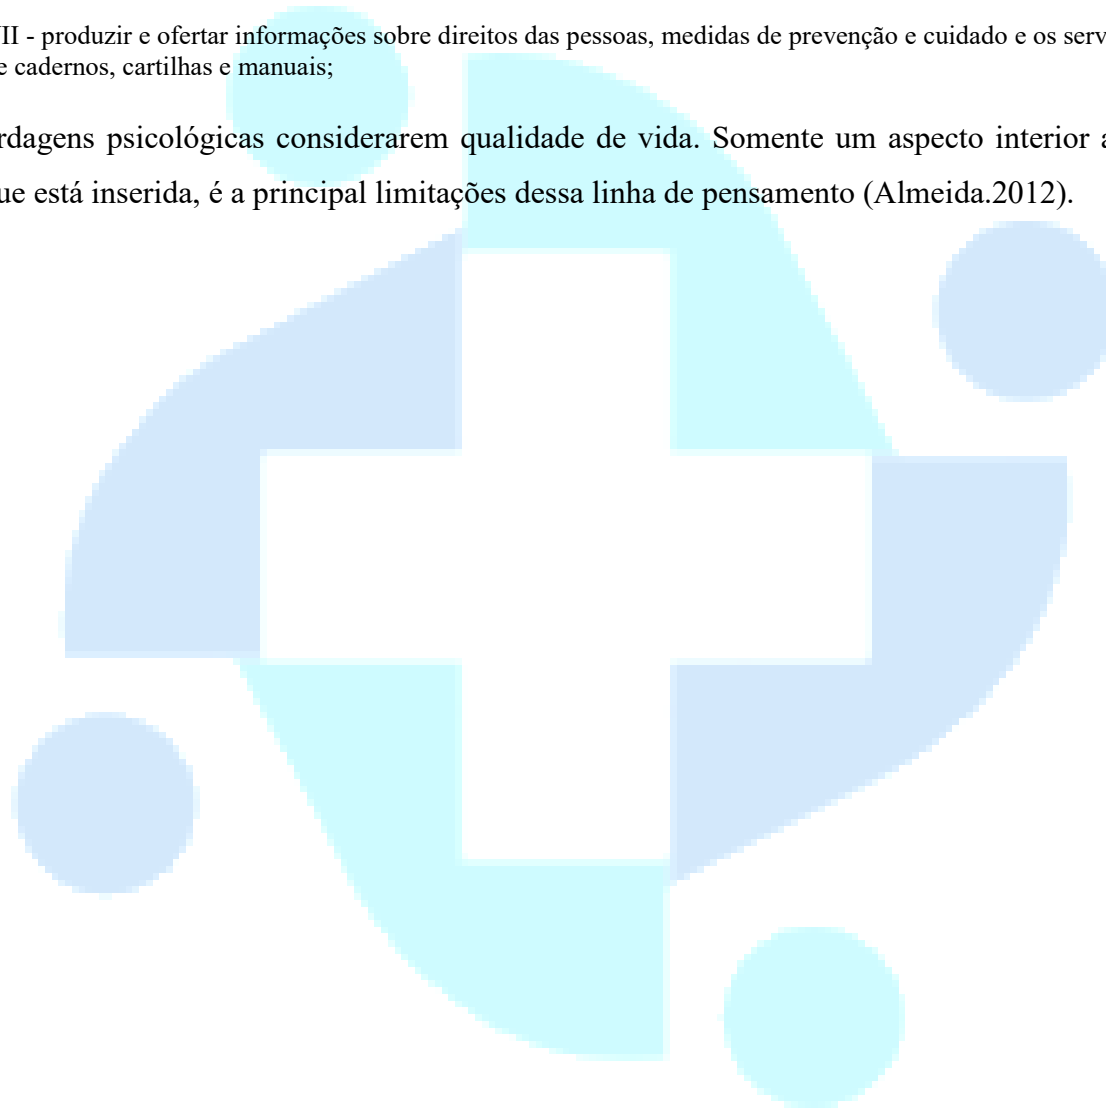 II - produzir e ofertar informações sobre direitos das pessoas, medidas de prevenção e cuidado e os serv
e cadernos, cartilhas e manuais;
rdagens psicológicas considerarem qualidade de vida. Somente um aspecto interior a
ue está inserida, é a principal limitações dessa linha de pensamento (Almeida.2012).